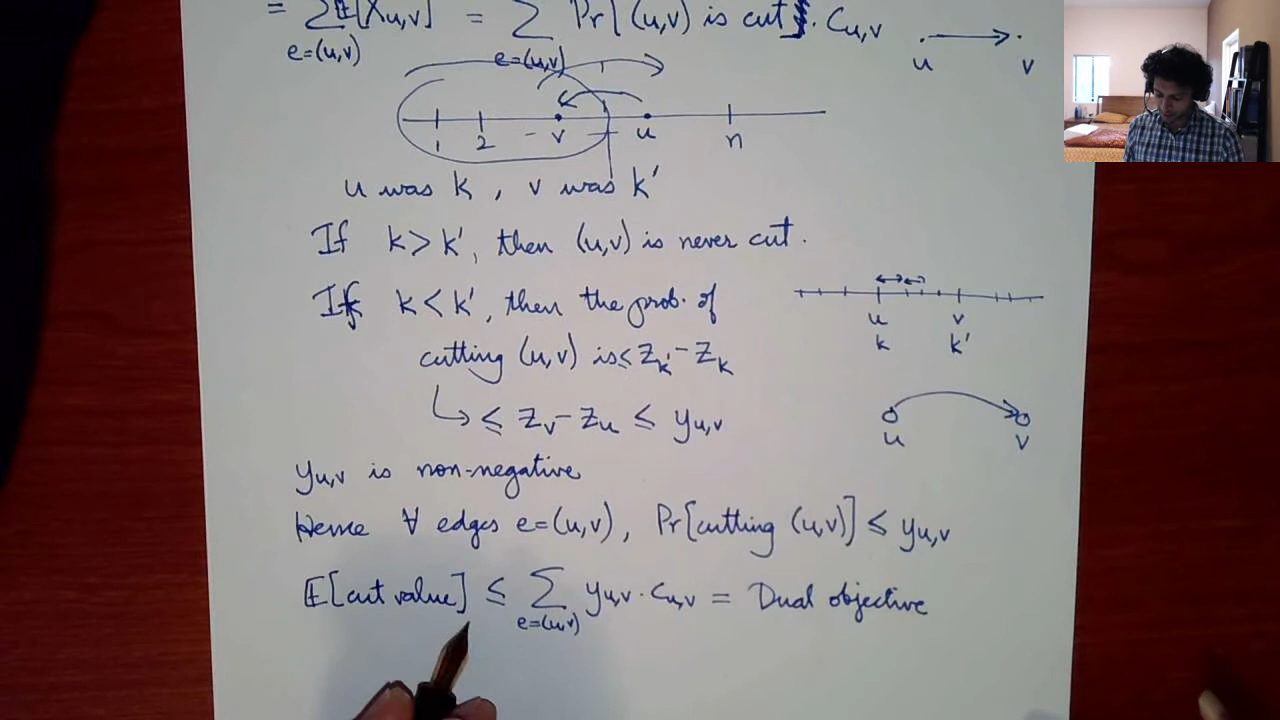 = ∑ 𝔼[X_{u,v}] = ∑ Pr[(u,v) is cut]. C_{u,v}
e=(u,v) e=(u,v) u v
1 2 v u n
u was k, v was k'
If k > k', then (u,v) is never cut.
If k < k', then the prob. of
u v
k k'
cutting (u,v) is ≤ Z_{k'} - Z_k
↳ ≤ Z_v - Z_u ≤ y_{u,v}
u v
y_{u,v} is non-negative
Hence ∀ edges e=(u,v), Pr[cutting (u,v)] ≤ y_{u,v}
𝔼[cut value] ≤ ∑ y_{u,v} · C_{u,v} = Dual objective
e=(u,v)